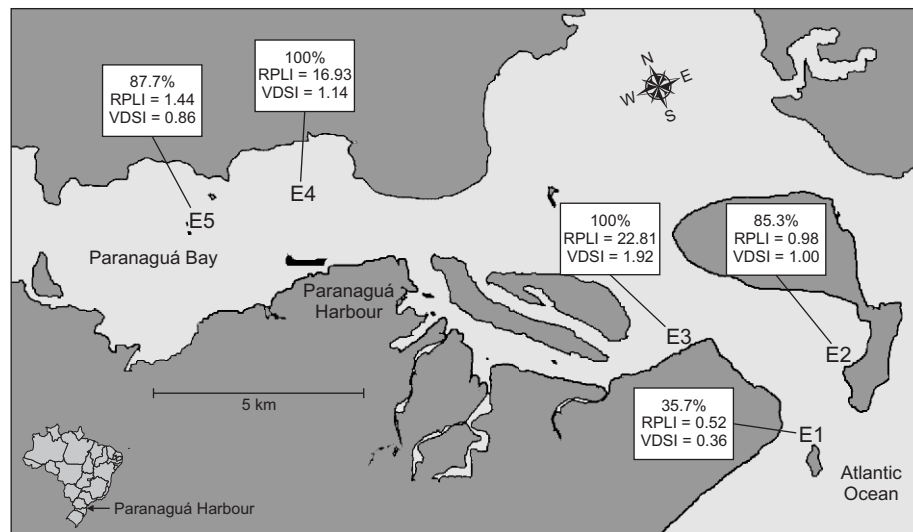 100%
RPLI = 16.93
VDSI = 1.14
87.7%
RPLI = 1.44
VDSI = 0.86
N
E
W
S
E4
E5
100%
RPLI = 22.81
VDSI = 1.92
85.3%
RPLI = 0.98
VDSI = 1.00
Paranaguá Bay
Paranaguá
Harbour
E3
E2
5 km
35.7%
RPLI = 0.52
VDSI = 0.36
E1
Atlantic
Ocean
Paranaguá Harbour